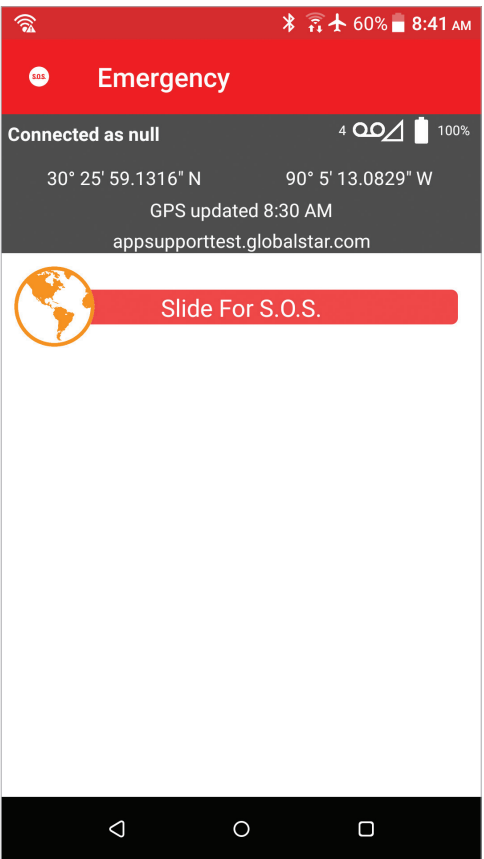 60% 8:41 AM
S.O.S. Emergency
Connected as null 4 100%
30° 25' 59.1316" N 90° 5' 13.0829" W
GPS updated 8:30 AM
appsupporttest.globalstar.com
Slide For S.O.S.